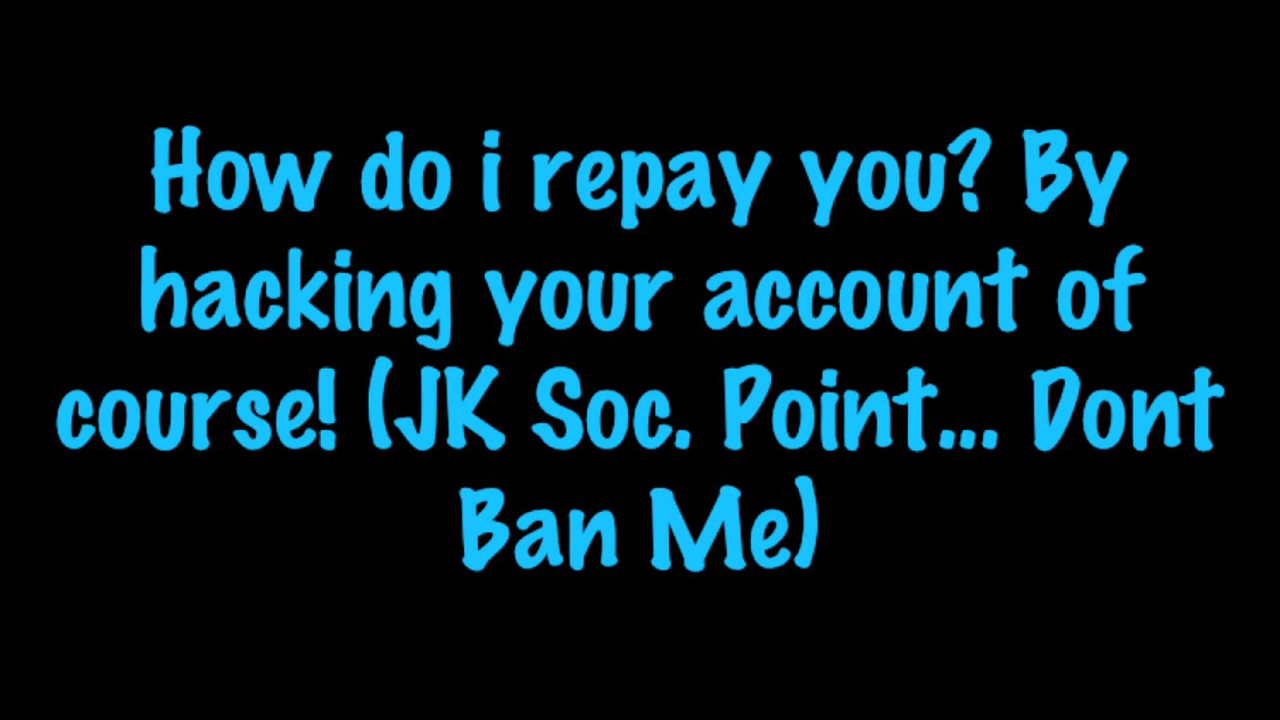 How do i repay you? By
hacking your account of
course! (JK Soc. Point... Dont
Ban Me)